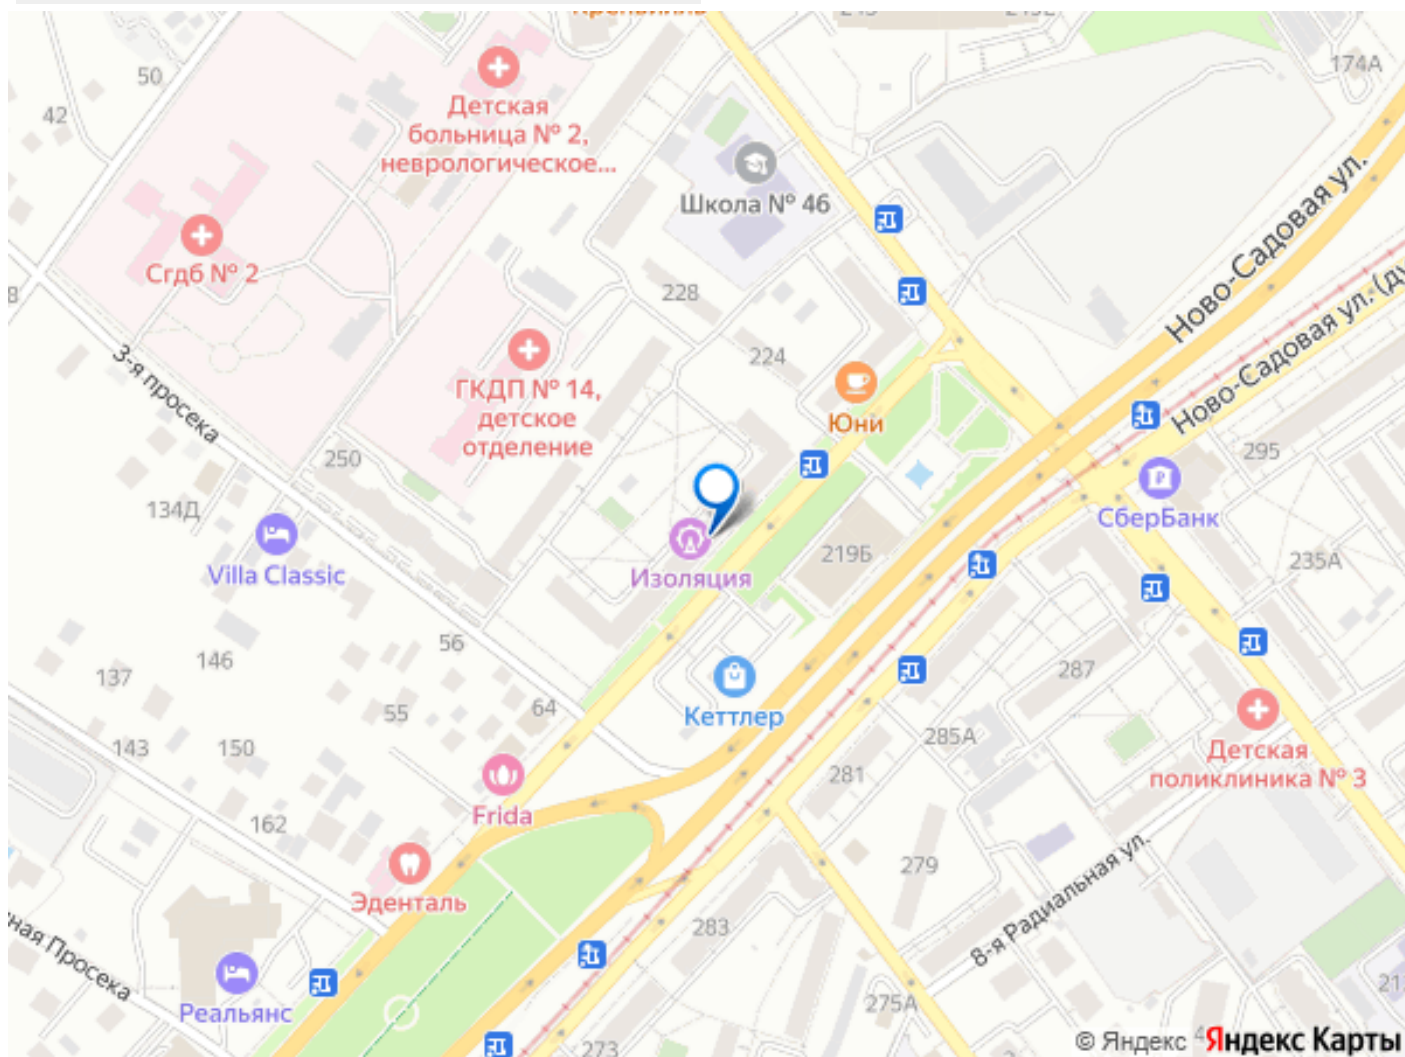 50
42
174А
Детская
больница № 2,
неврологическое...
Школа № 46
Ново-Садовая ул.
Сгдб № 2
Ново-Садовая ул. (ду
228
224
3-я просека
ГКДП № 14,
детское
отделение
Юни
250
295
134Д
СберБанк
Villa Classic
Изоляция
219Б
235А
56
146
137
287
55
64
Кеттлер
285А
143
150
281
Детская
поликлиника № 3
Frida
162
279
8-я Радиальная ул.
Эденталь
283
ная Просека
Реальянс
275А
273
© Яндекс
Яндекс Карты